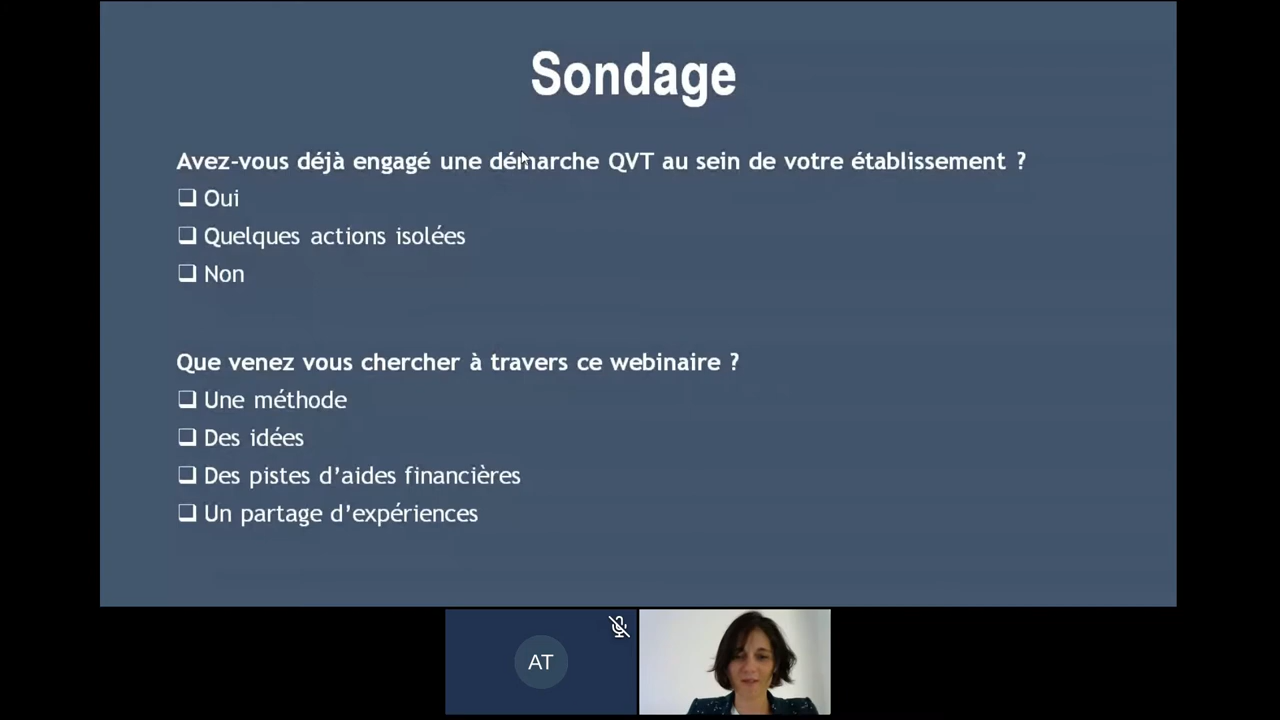 Sondage
Avez-vous déjà engagé une démarche QVT au sein de votre établissement ?
❑ Oui
❑ Quelques actions isolées
❑ Non
Que venez vous chercher à travers ce webinaire ?
❑ Une méthode
❑ Des idées
❑ Des pistes d’aides financières
❑ Un partage d’expériences
AT